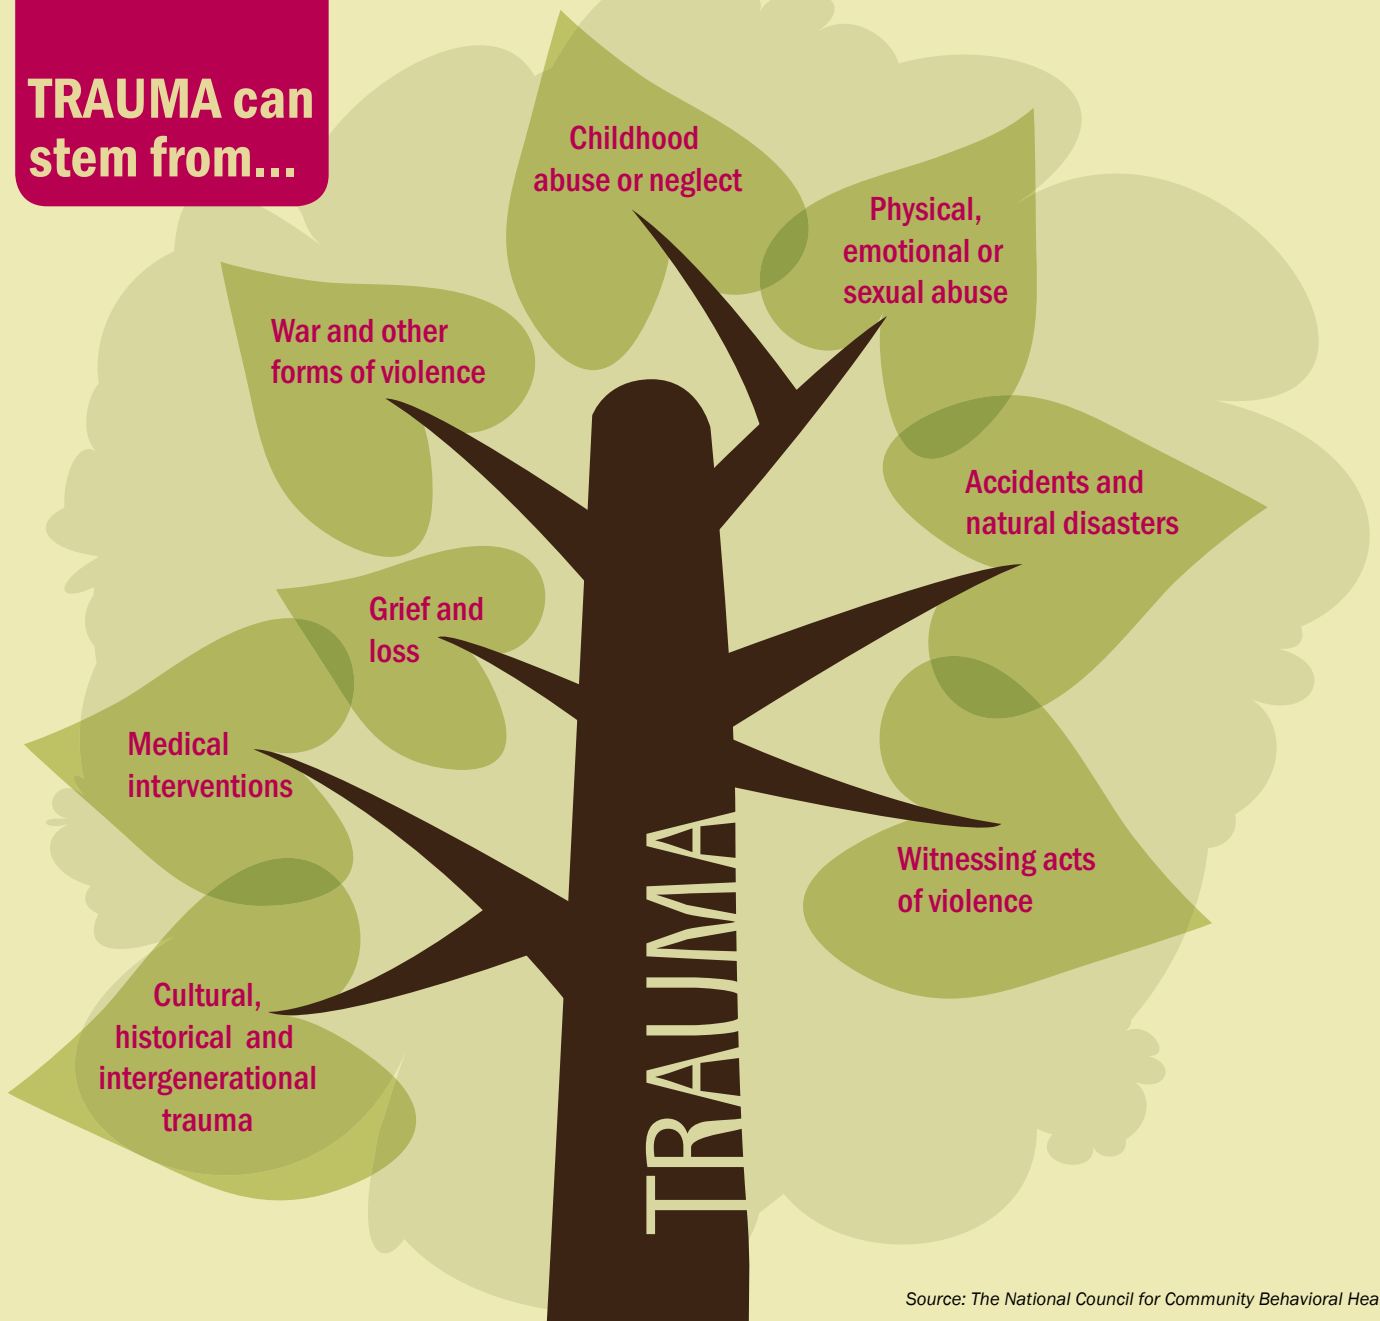 TRAUMA can
stem from...
Childhood
abuse or neglect
Physical,
emotional or
sexual abuse
War and other
forms of violence
Accidents and
natural disasters
Grief and
loss
Medical
interventions
Witnessing acts
of violence
Cultural,
historical and
intergenerational
trauma
TRAUMA
Source: The National Council for Community Behavioral Hea